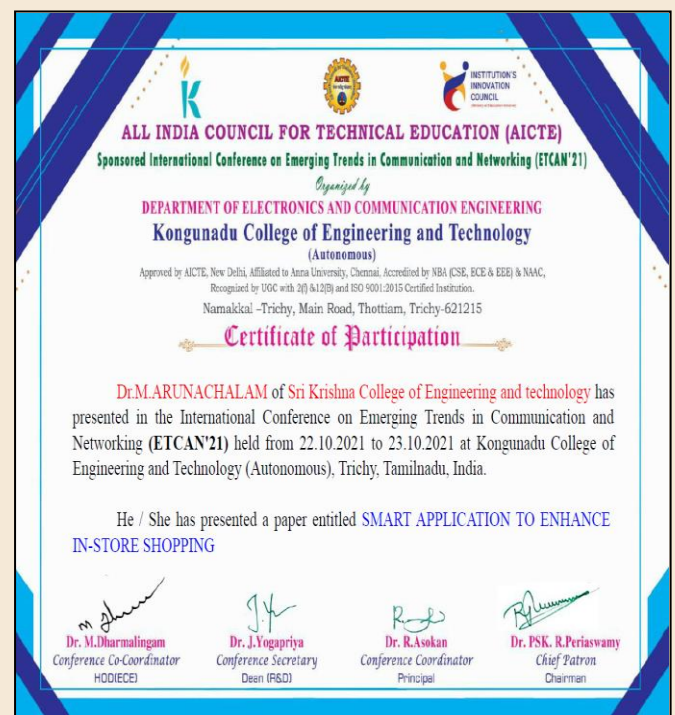 INSTITUTION'S
INNOVATION
COUNCIL
ALL INDIA COUNCIL FOR TECHNICAL EDUCATION (AICTE)
Sponsored International Conference on Emerging Trends in Communication and Networking (ETCAN'21)
Organized by
DEPARTMENT OF ELECTRONICS AND COMMUNICATION ENGINEERING
Kongunadu College of Engineering and Technology
(Autonomous)
Approved by AICTE, New Delhi, Affiliated to Anna University, Chennai, Accredited by NBA (CSE, ECE & EEE) & NAAC,
Recognized by UGC with 2(f) &12(B) and ISO 9001:2015 Certified Institution.
Namakkal –Trichy, Main Road, Thottiam, Trichy-621215
Certificate of Participation
Dr.M.ARUNACHALAM of Sri Krishna College of Engineering and technology has
presented in the International Conference on Emerging Trends in Communication and
Networking (ETCAN'21) held from 22.10.2021 to 23.10.2021 at Kongunadu College of
Engineering and Technology (Autonomous), Trichy, Tamilnadu, India.
He / She has presented a paper entitled SMART APPLICATION TO ENHANCE
IN-STORE SHOPPING
Dr. M.Dharmalingam
Conference Co-Coordinator
HOD(ECE)
Dr. J.Yogapriya
Conference Secretary
Dean (R&D)
Dr. R.Asokan
Conference Coordinator
Principal
Dr. PSK. R.Periaswamy
Chief Patron
Chairman